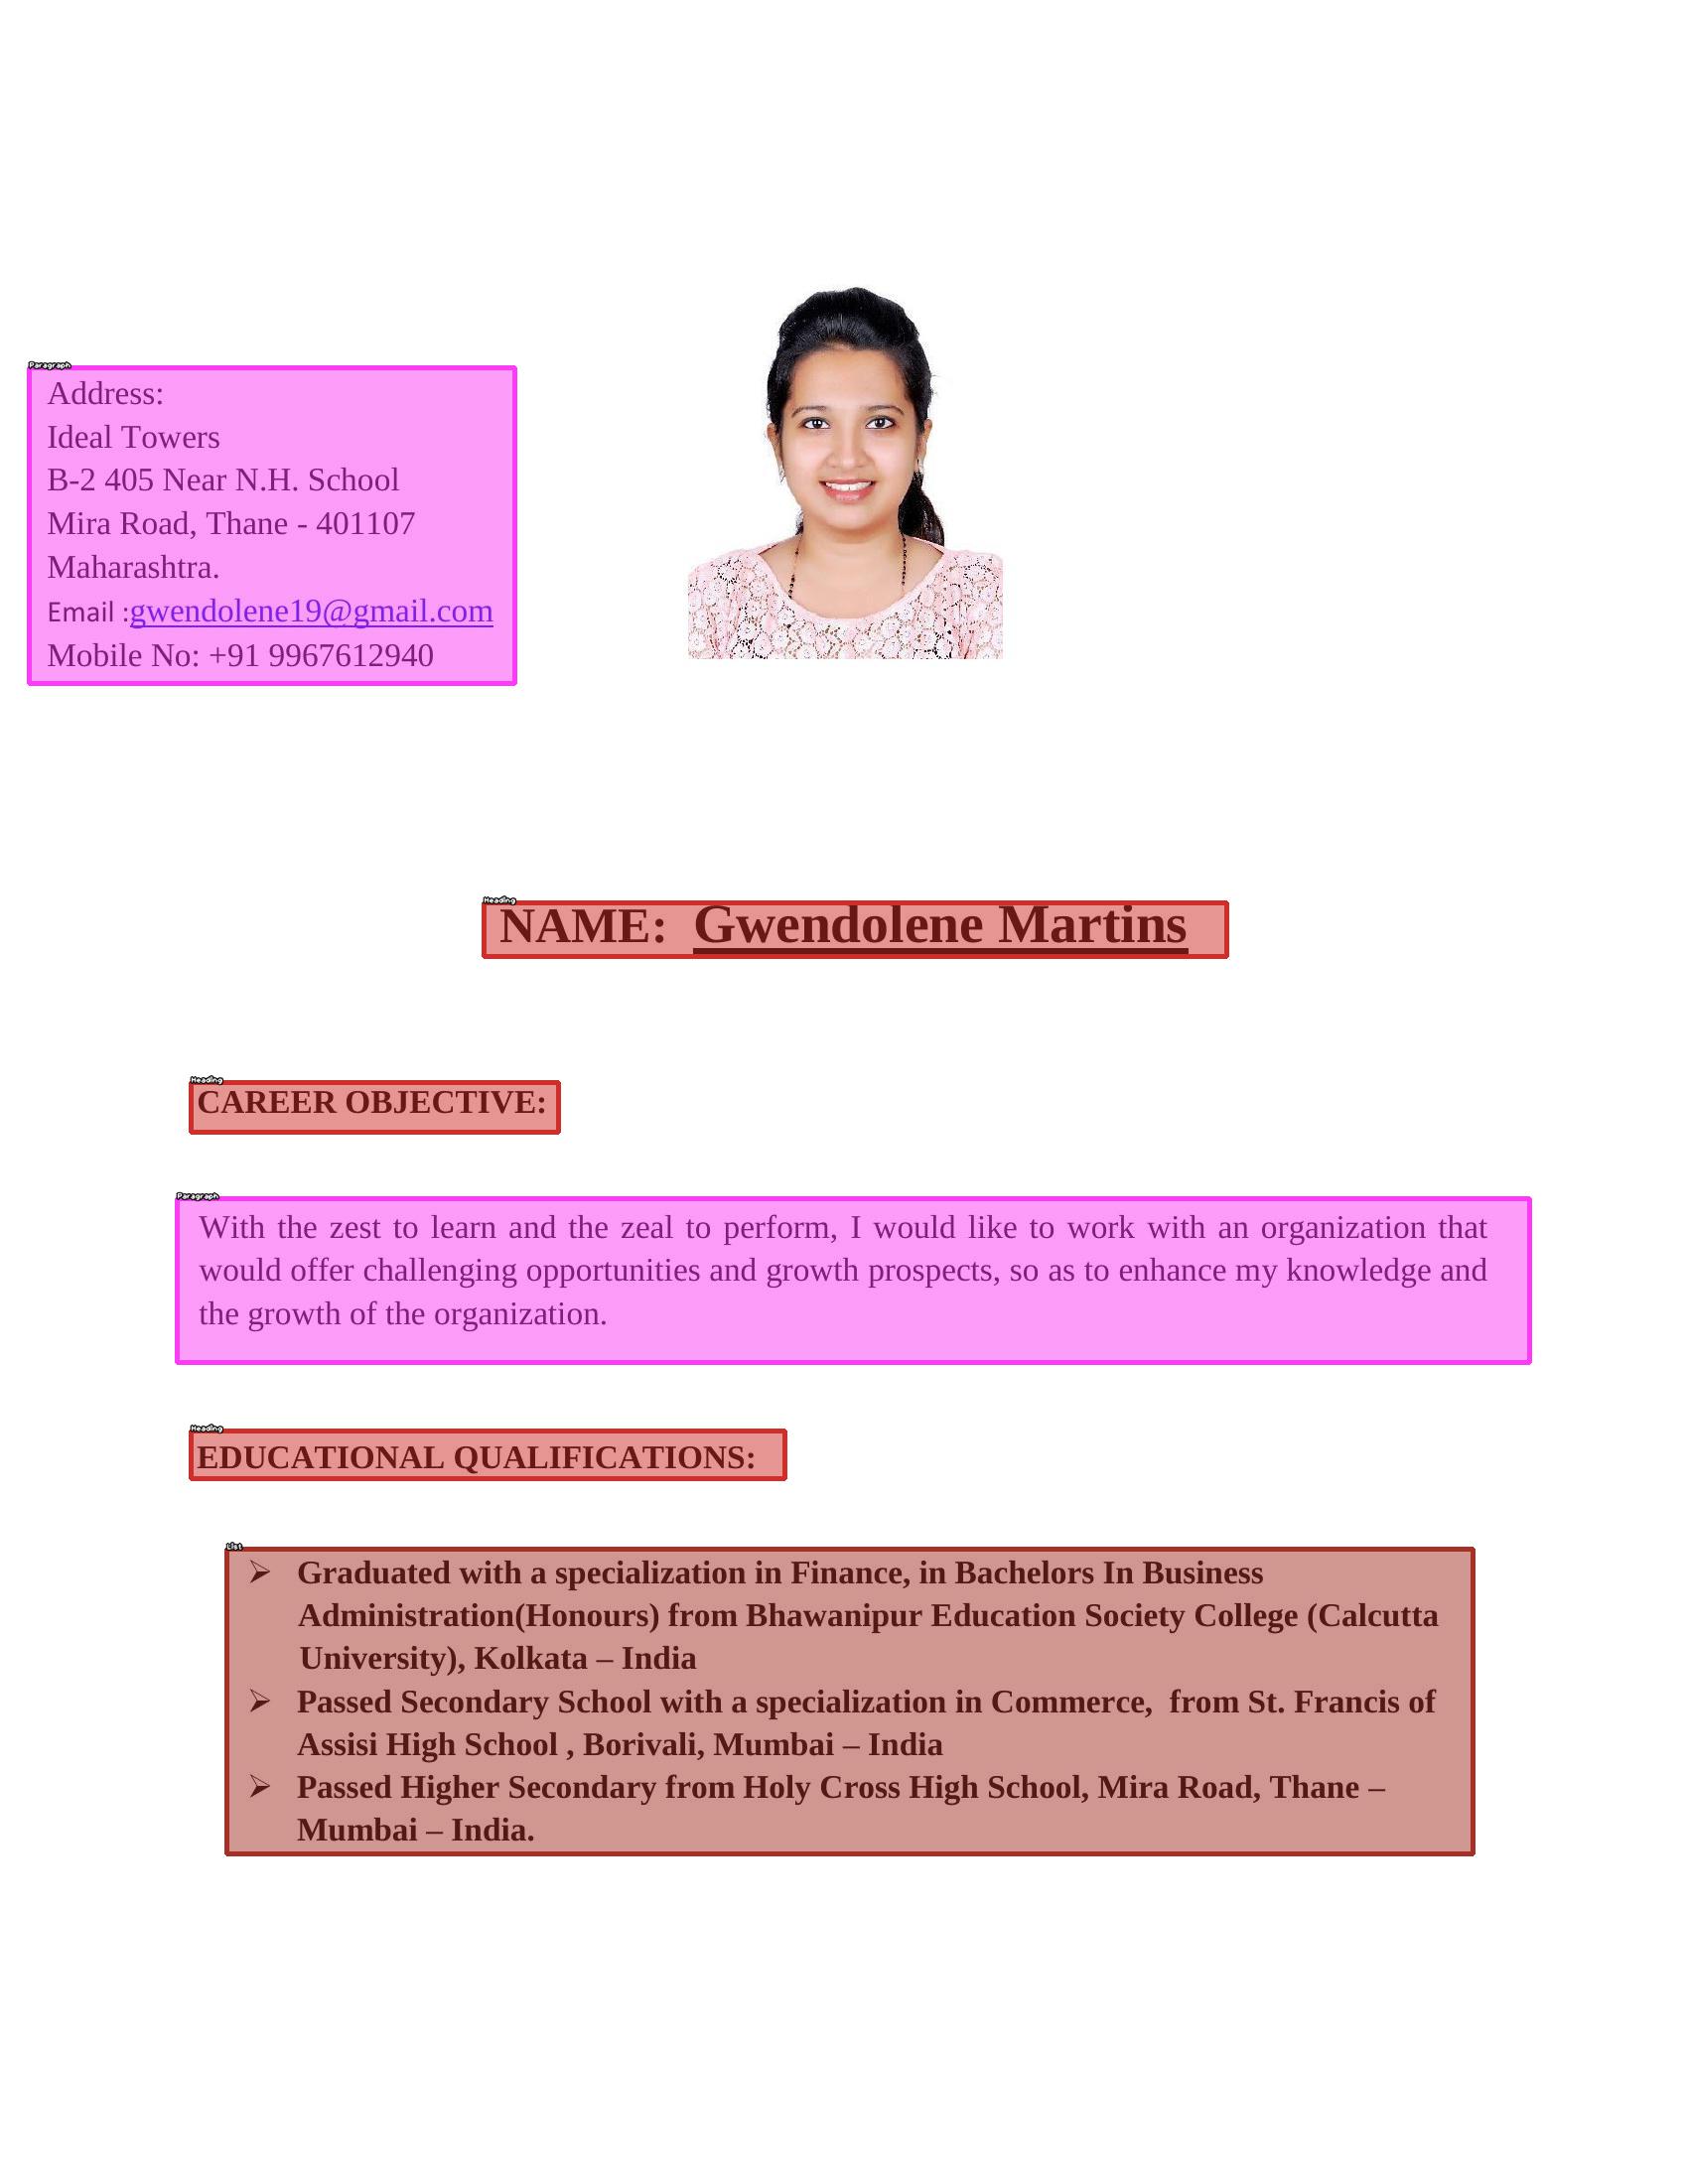 Paragraph
Address:
Ideal Towers
B-2 405 Near N.H. School
Mira Road, Thane - 401107
Maharashtra.
Email :gwendolene19@gmail.com
Mobile No: +91 9967612940
Heading
NAME: Gwendolene Martins
Heading
CAREER OBJECTIVE:
Paragraph
With the zest to learn and the zeal to perform, I would like to work with an organization that
would offer challenging opportunities and growth prospects, so as to enhance my knowledge and
the growth of the organization.
Heading
EDUCATIONAL QUALIFICATIONS:
List
➢ Graduated with a specialization in Finance, in Bachelors In Business
Administration(Honours) from Bhawanipur Education Society College (Calcutta
University), Kolkata – India
➢ Passed Secondary School with a specialization in Commerce, from St. Francis of
Assisi High School , Borivali, Mumbai – India
➢ Passed Higher Secondary from Holy Cross High School, Mira Road, Thane –
Mumbai – India.